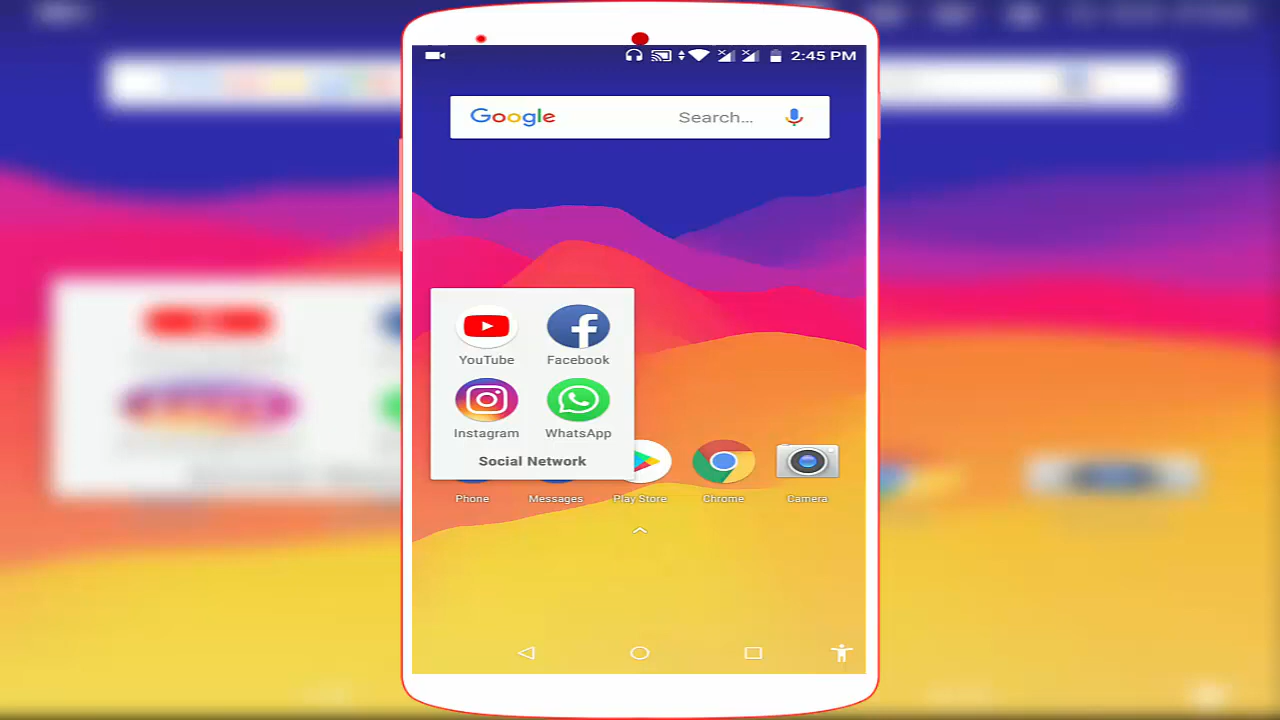 2:45 PM
Google Search...
YouTube Facebook
Instagram WhatsApp
Social Network
Phone Messages Play Store Chrome Camera